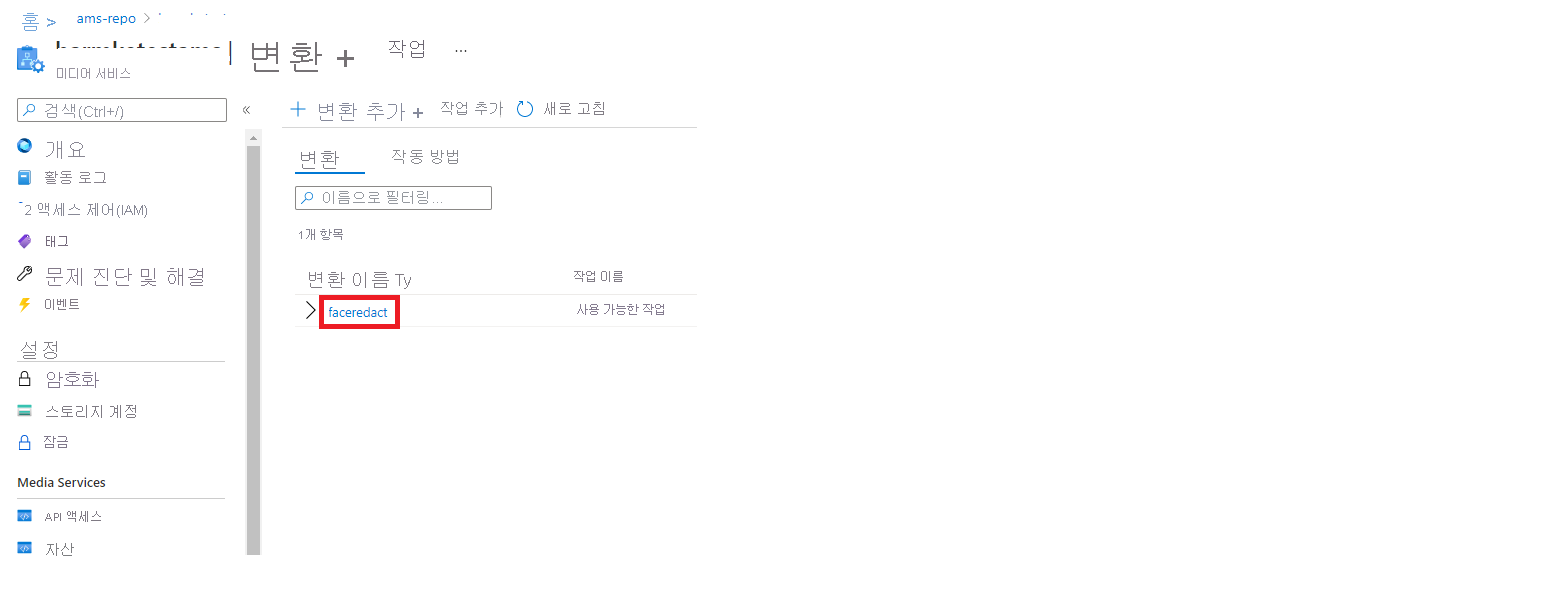 홈 > ams-repo >
변환 + 작업 ...
미디어 서비스
검색(Ctrl+/) «
개요
활동 로그
2 액세스 제어(IAM)
태그
문제 진단 및 해결
이벤트
설정
암호화
스토리지 계정
잠금
Media Services
API 액세스
자산
+ 변환 추가 + 작업 추가 새로 고침
변환 작동 방법
이름으로 필터링...
1개 항목
변환 이름 Ty 작업 이름
faceredact 사용 가능한 작업